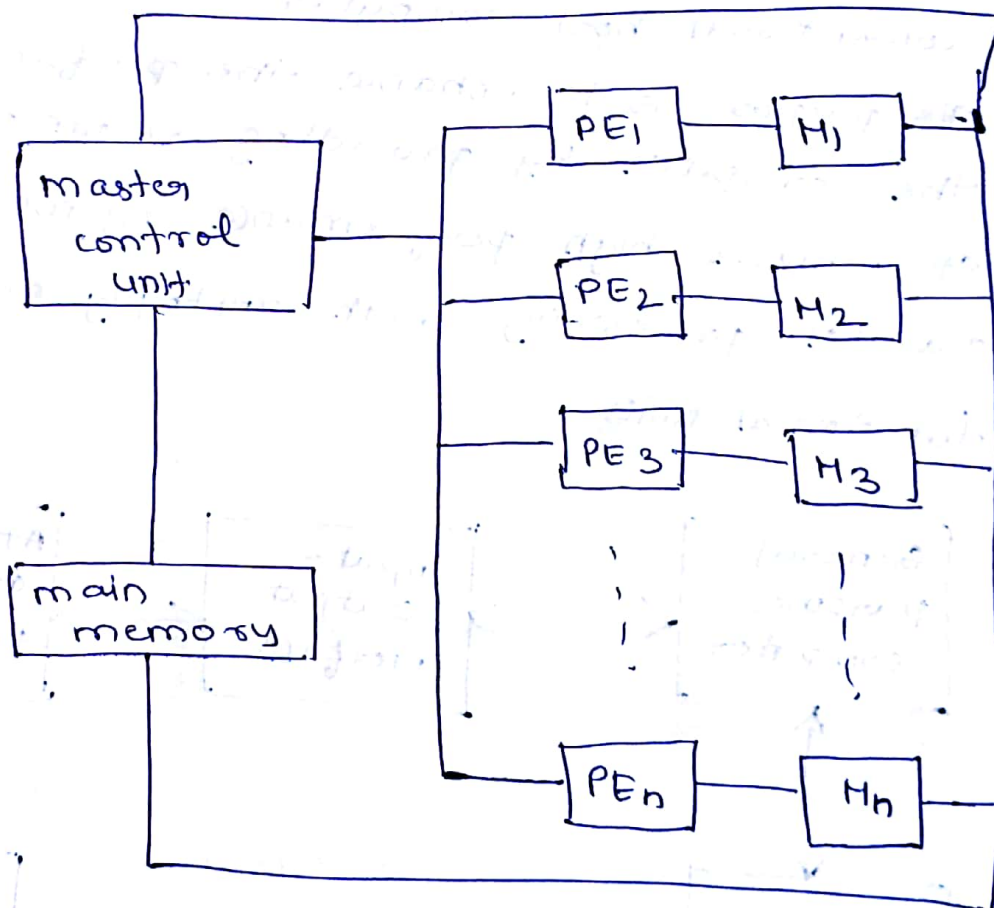 master
control
unit
main
memory
PE1
M1
PE2
M2
PE3
M3
PEn
Mn